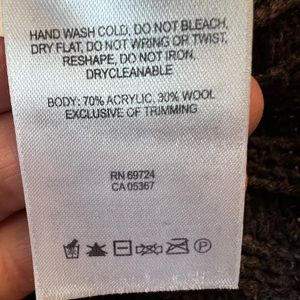 HAND WASH COLD, DO NOT BLEACH,
DRY FLAT, DO NOT WRING OR TWIST,
RESHAPE, DO NOT IRON,
DRYCLEANABLE
BODY: 70% ACRYLIC, 30% WOOL
EXCLUSIVE OF TRIMMING
RN 69724
CA 05367
P